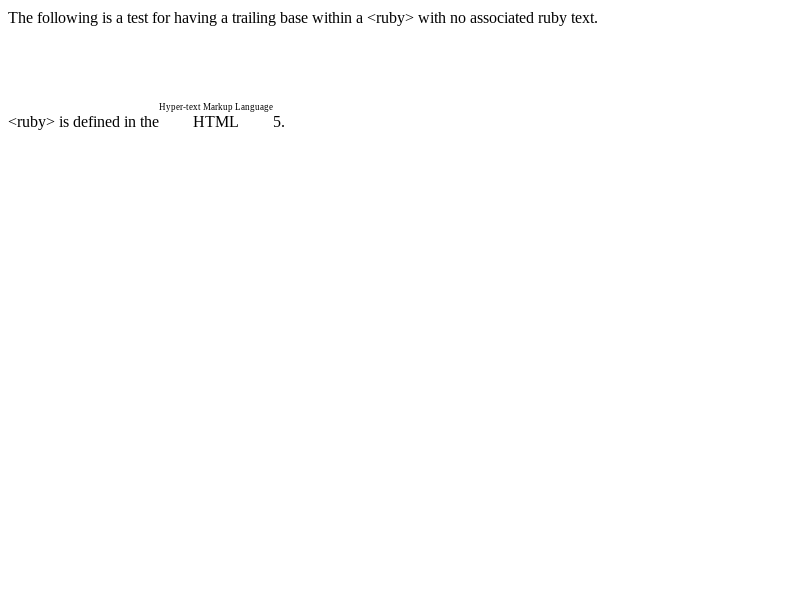 The following is a test for having a trailing base within a <ruby> with no associated ruby text.
Hyper-text Markup Language
<ruby> is defined in the HTML 5.